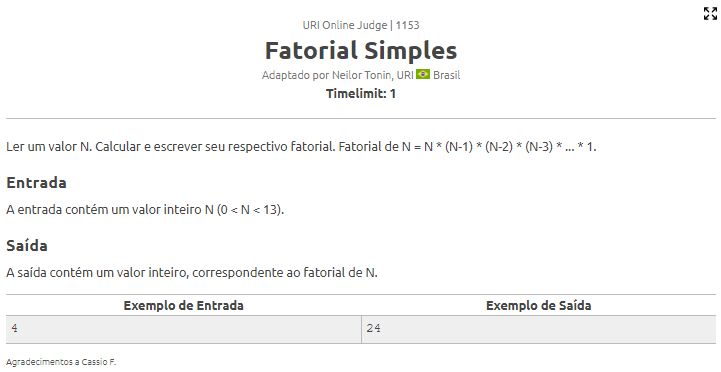 URI Online Judge | 1153
Fatorial Simples
Adaptado por Neilor Tonin, URI Brasil
Timelimit: 1
Ler um valor N. Calcular e escrever seu respectivo fatorial. Fatorial de N = N * (N-1) * (N-2) * (N-3) * ... * 1.
Entrada
A entrada contém um valor inteiro N (0 < N < 13).
Saída
A saída contém um valor inteiro, correspondente ao fatorial de N.
Exemplo de Entrada Exemplo de Saída
4 24
Agradecimentos a Cassio F.